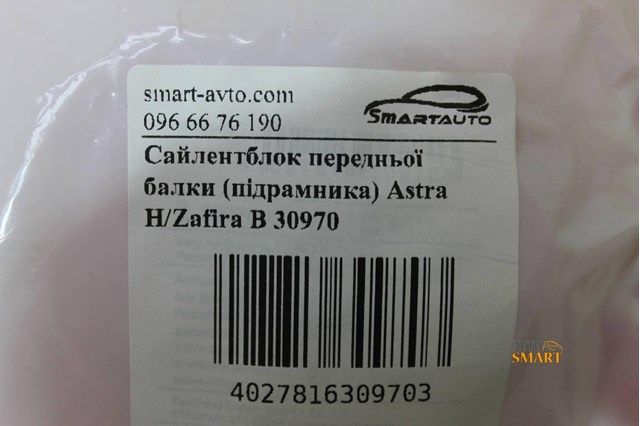 smart-avto.com
096 66 76 190
SMARTAUTO
Сайлентблок передньої
балки (підрамника) Astra
H/Zafira B 30970
4027816309703
SMART